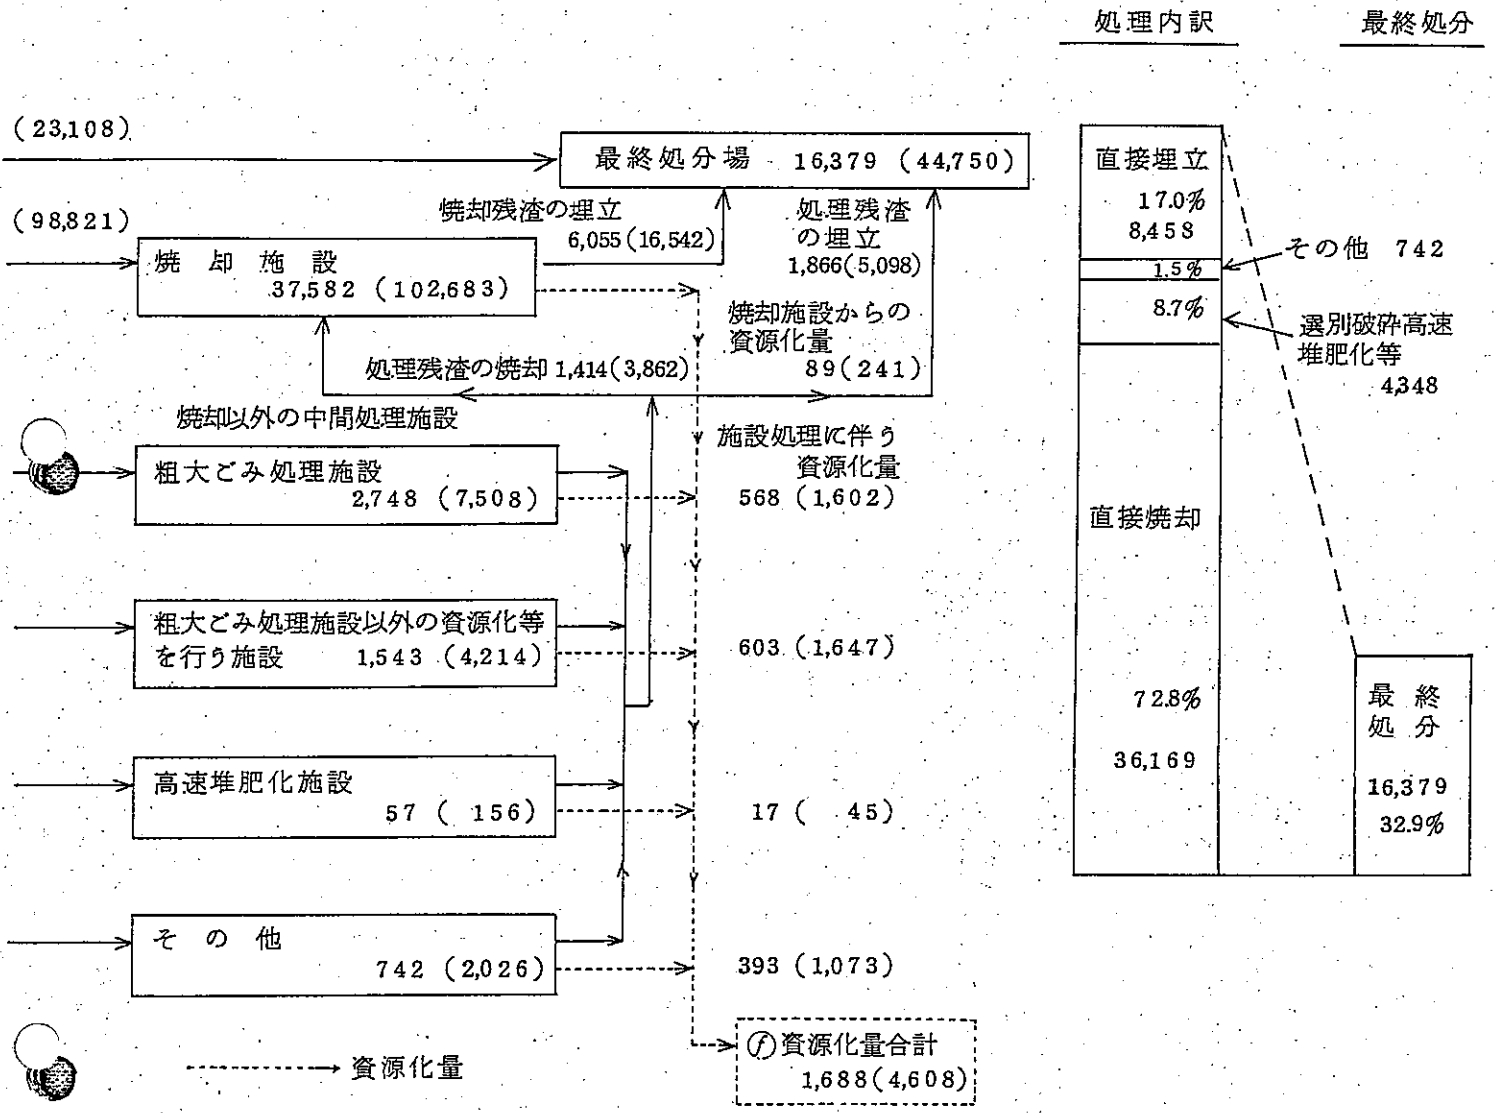 処理内訳
最終処分
(23,108)
最終処分場 16,379 (44,750)
(98,821)
焼却残渣の埋立
6,055(16,542)
処理残渣
の埋立
1,866(5,098)
焼却施設
37,582 (102,683)
焼却施設からの
資源化量
89(241)
処理残渣の焼却 1,414(3,862)
焼却以外の中間処理施設
粗大ごみ処理施設
2,748 (7,508)
施設処理に伴う
資源化量
568 (1,602)
粗大ごみ処理施設以外の資源化等
を行う施設 1,543 (4,214)
603 (1,647)
高速堆肥化施設
57 ( 156)
17 ( 45)
その他
742 (2,026)
393 (1,073)
ⓕ資源化量合計
1,688(4,608)
資源化量
直接埋立
17.0%
8,458
1.5%
その他 742
8.7%
選別破砕高速
堆肥化等
4,348
直接焼却
72.8%
36,169
最終
処分
16,379
32.9%